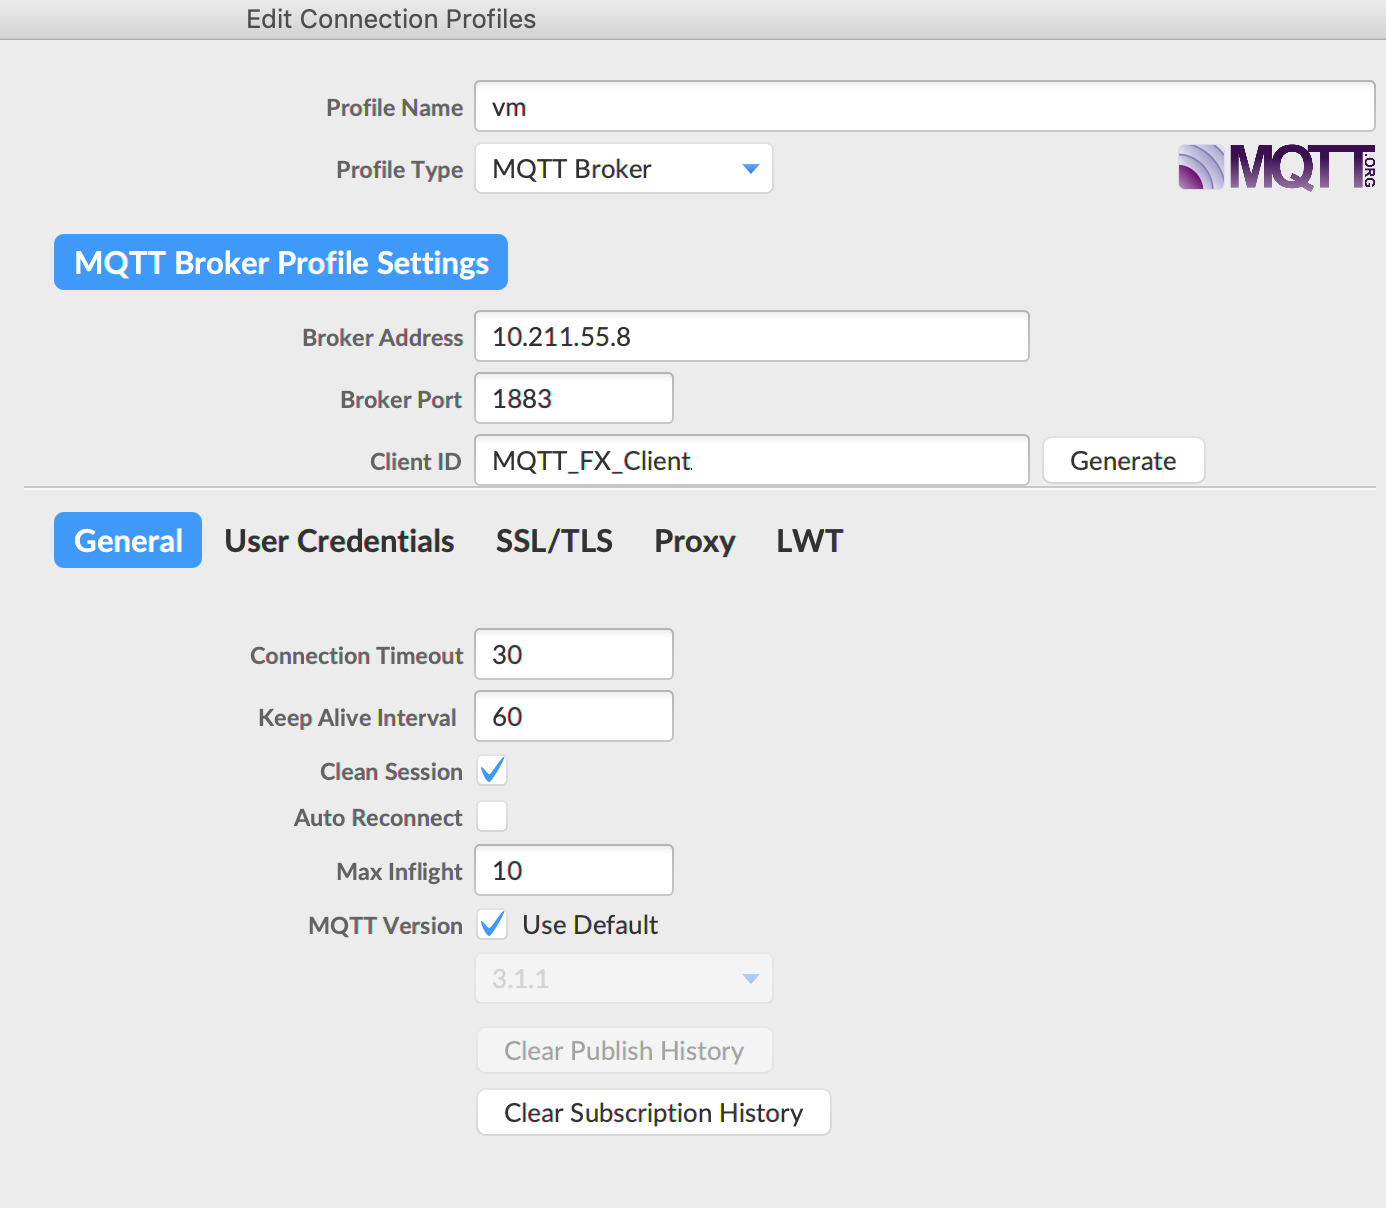 Edit Connection Profiles
Profile Name vm
Profile Type MQTT Broker
MQTT.ORG
MQTT Broker Profile Settings
Broker Address 10.211.55.8
Broker Port 1883
Client ID MQTT_FX_Client Generate
General User Credentials SSL/TLS Proxy LWT
Connection Timeout 30
Keep Alive Interval 60
Clean Session
Auto Reconnect
Max Inflight 10
MQTT Version Use Default
3.1.1
Clear Publish History
Clear Subscription History